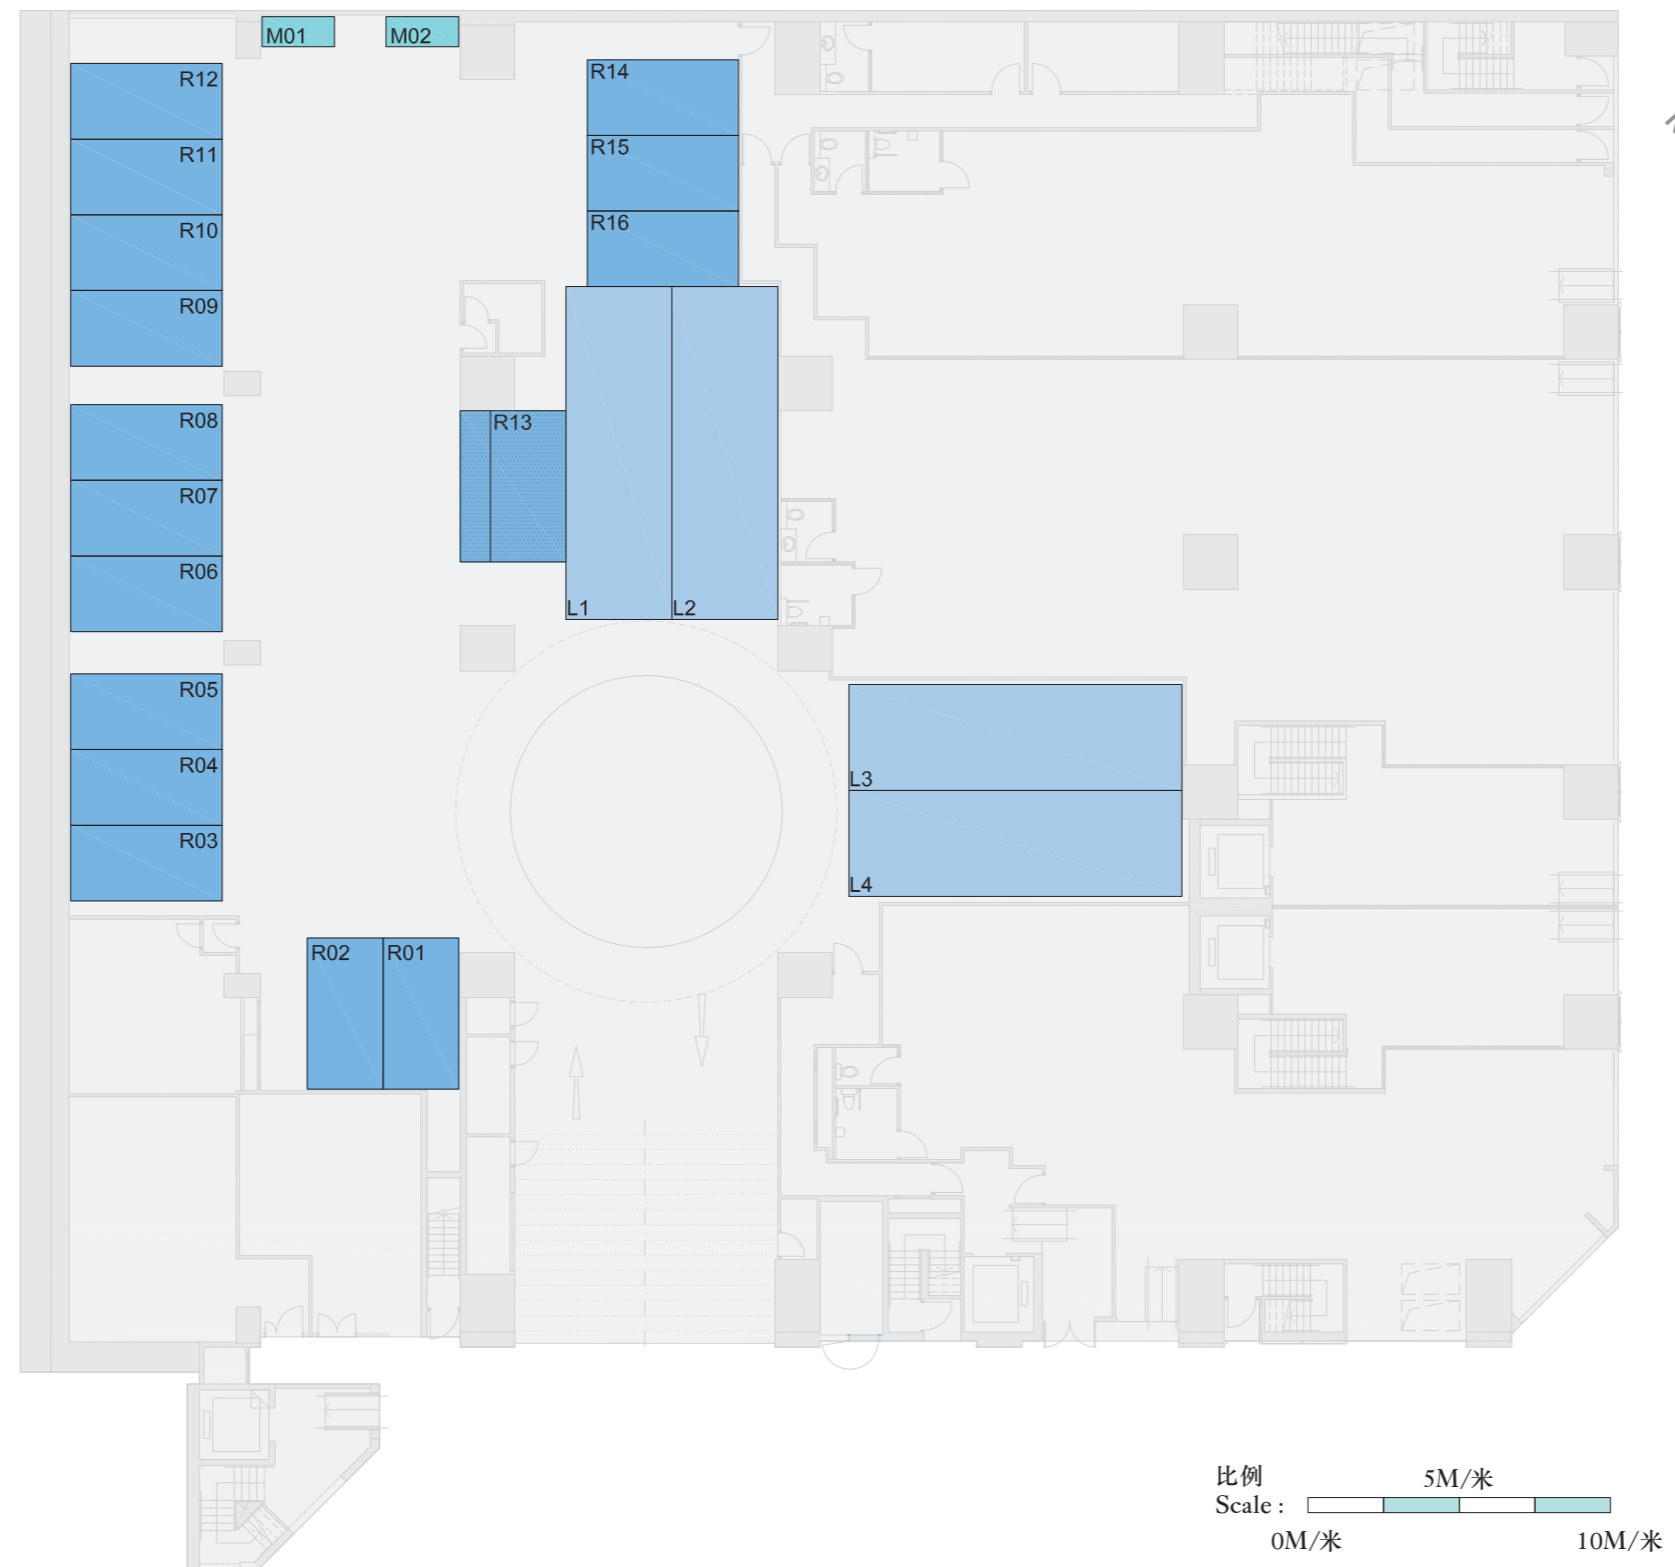 M01
M02
R12
R14
R11
R15
R10
R16
R09
R08
R13
R07
R06
L1
L2
R05
R04
L3
R03
L4
R02
R01
比例
5M/米
Scale :
0M/米
10M/米